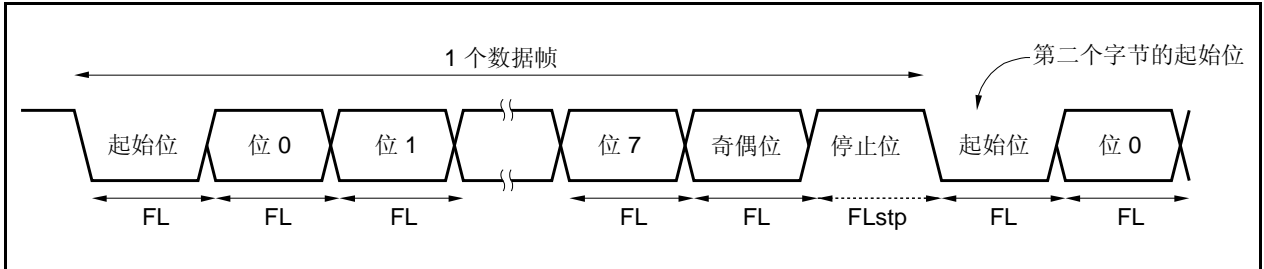 1 个数据帧
第二个字节的起始位
起始位 位 0 位 1 位 7 奇偶位 停止位 起始位 位 0
FL FL FL FL FL FLstp FL FL